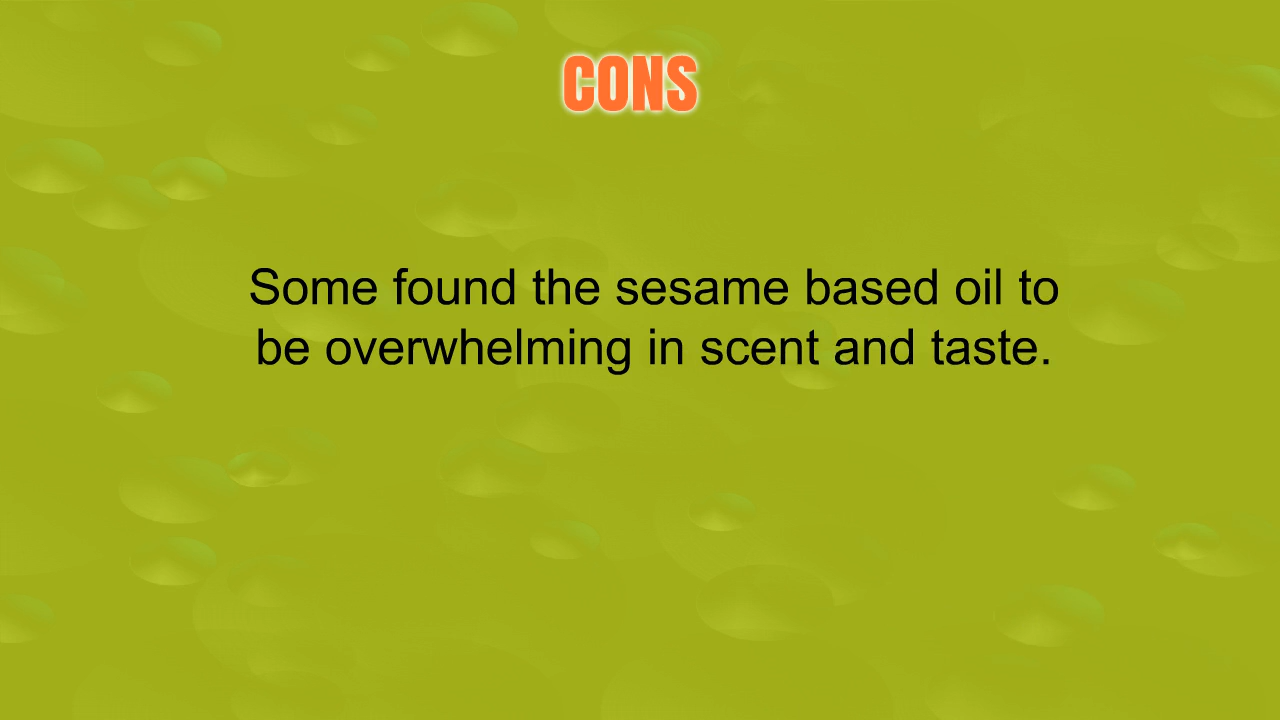 CONS
Some found the sesame based oil to
be overwhelming in scent and taste.